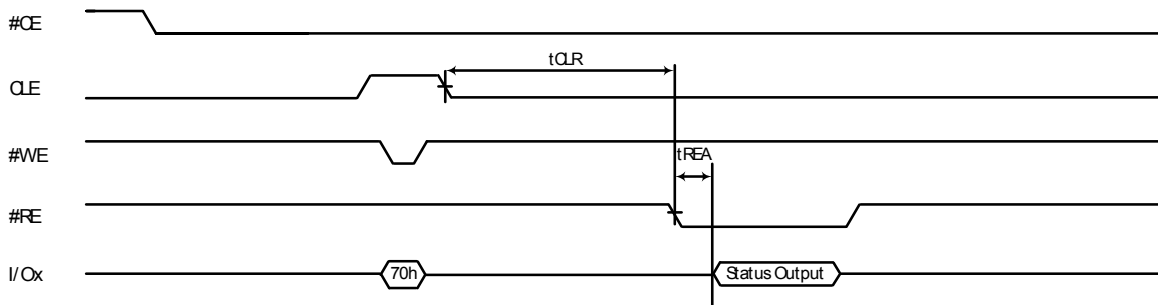 #CE
tCLR
CLE
#WE
tREA
#RE
I/Ox
70h
Status Output